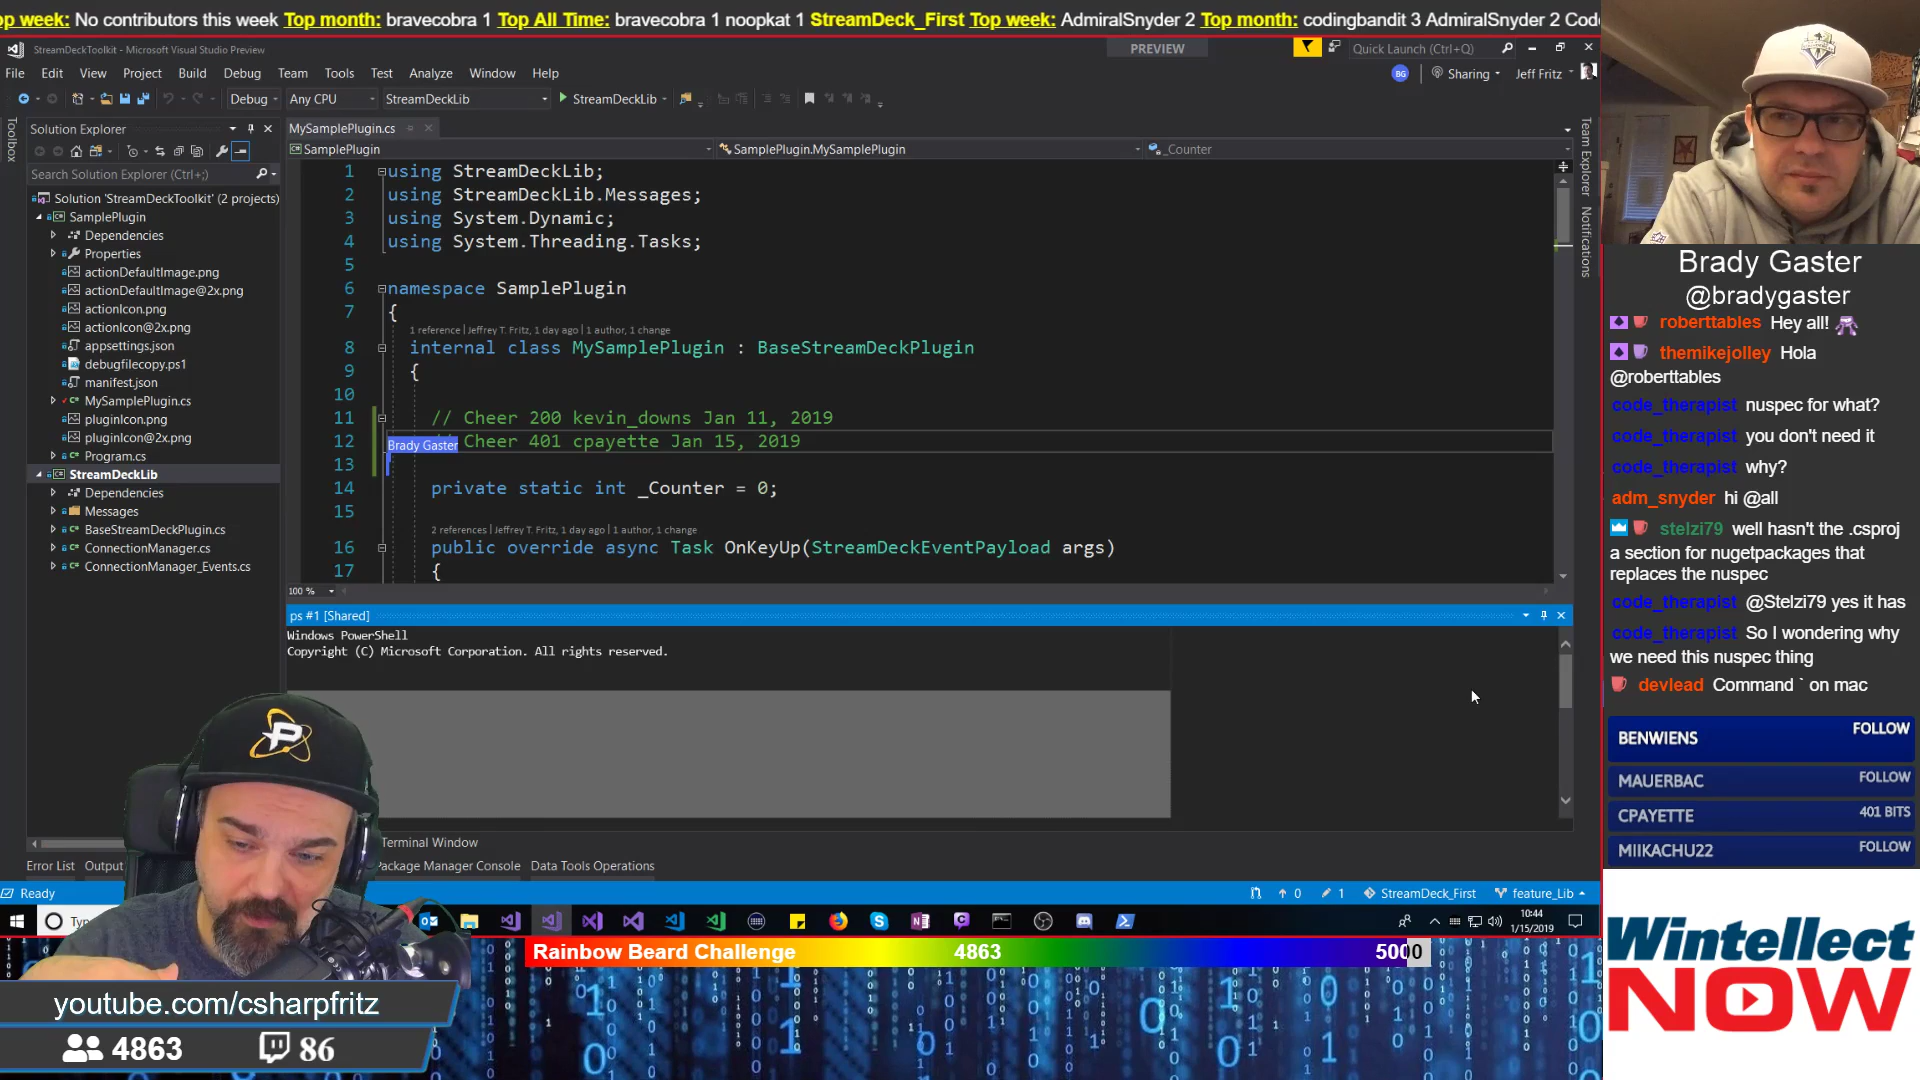 op week: No contributors this week Top month: bravecobra 1 Top All Time: bravecobra 1 noopkat 1 StreamDeck_First Top week: AdmiralSnyder 2 Top month: codingbandit 3 AdmiralSnyder 2 Cod
StreamDeckToolkit - Microsoft Visual Studio Preview
PREVIEW
Quick Launch (Ctrl+Q)
File Edit View Project Build Debug Team Tools Test Analyze Window Help
BG Sharing Jeff Fritz
Debug Any CPU StreamDeckLib StreamDeckLib
Toolbox
Solution Explorer
Search Solution Explorer (Ctrl+;)
Solution 'StreamDeckToolkit' (2 projects)
SamplePlugin
Dependencies
Properties
actionDefaultImage.png
actionDefaultImage@2x.png
actionIcon.png
actionIcon@2x.png
appsettings.json
debugfilecopy.ps1
manifest.json
MySamplePlugin.cs
pluginIcon.png
pluginIcon@2x.png
Program.cs
StreamDeckLib
Dependencies
Messages
BaseStreamDeckPlugin.cs
ConnectionManager.cs
ConnectionManager_Events.cs
MySamplePlugin.cs
SamplePlugin SamplePlugin.MySamplePlugin _Counter
1 using StreamDeckLib;
2 using StreamDeckLib.Messages;
3 using System.Dynamic;
4 using System.Threading.Tasks;
5
6 namespace SamplePlugin
7 {
1 reference | Jeffrey T. Fritz, 1 day ago | 1 author, 1 change
8 internal class MySamplePlugin : BaseStreamDeckPlugin
9 {
10
11 // Cheer 200 kevin_downs Jan 11, 2019
12 Brady Gaster Cheer 401 cpayette Jan 15, 2019
13
14 private static int _Counter = 0;
15
2 references | Jeffrey T. Fritz, 1 day ago | 1 author, 1 change
16 public override async Task OnKeyUp(StreamDeckEventPayload args)
17 {
100 %
Team Explorer
Notifications
ps #1 [Shared]
Windows PowerShell
Copyright (C) Microsoft Corporation. All rights reserved.
Terminal Window
Error List Output Package Manager Console Data Tools Operations
Ready
0 1 StreamDeck_First feature_Lib
10:44
1/15/2019
Rainbow Beard Challenge 4863 5000
youtube.com/csharpfritz
4863 86
Brady Gaster
@bradygaster
roberttables Hey all!
themikejolley Hola
@roberttables
code_therapist nuspec for what?
code_therapist you don't need it
code_therapist why?
adm_snyder hi @all
stelzi79 well hasn't the .csproj
a section for nugetpackages that
replaces the nuspec
code_therapist @Stelzi79 yes it has
code_therapist So I wondering why
we need this nuspec thing
devlead Command ` on mac
BENWIENS FOLLOW
MAUERBAC FOLLOW
CPAYETTE 401 BITS
MIIKACHU22 FOLLOW
Wintellect
NOW